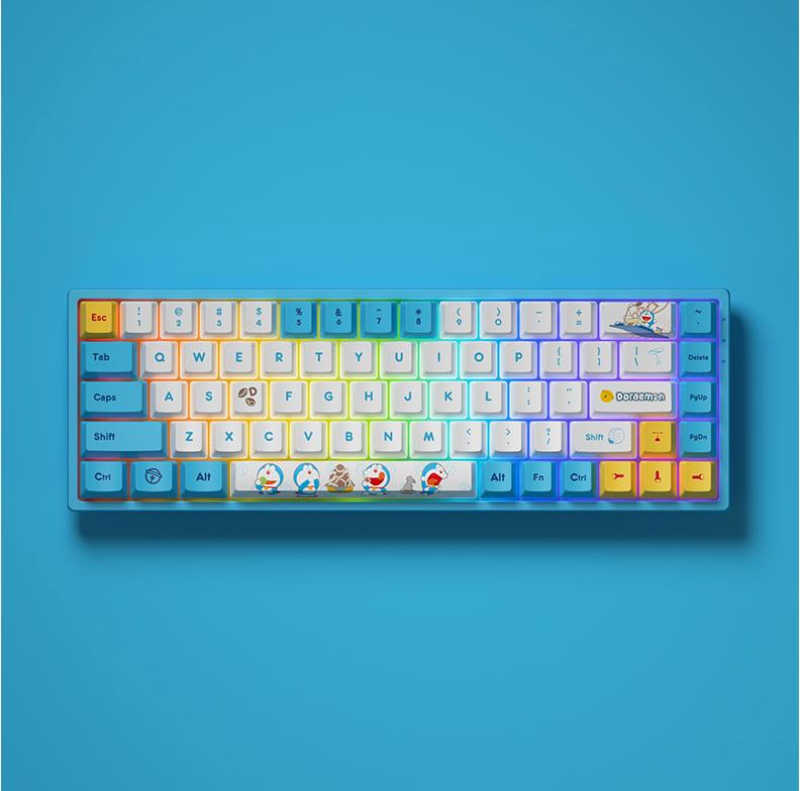 Esc ! 1 @ 2 # 3 $ 4 % 5 & 6 ^ 7 * 8 ( 9 ) 0 - + = ~
Tab Q W E R T Y U I O P { [ } ] | \ Delete
Caps A S D F G H J K L : ; " ' Doraemon PgUp
Shift Z X C V B N M < , > . ? / Shift PgDn
Ctrl Alt Alt Fn Ctrl